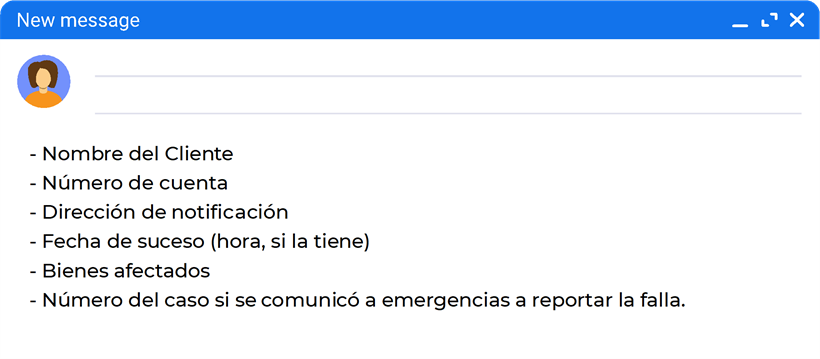 New message
- Nombre del Cliente
- Número de cuenta
- Dirección de notificación
- Fecha de suceso (hora, si la tiene)
- Bienes afectados
- Número del caso si se comunicó a emergencias a reportar la falla.